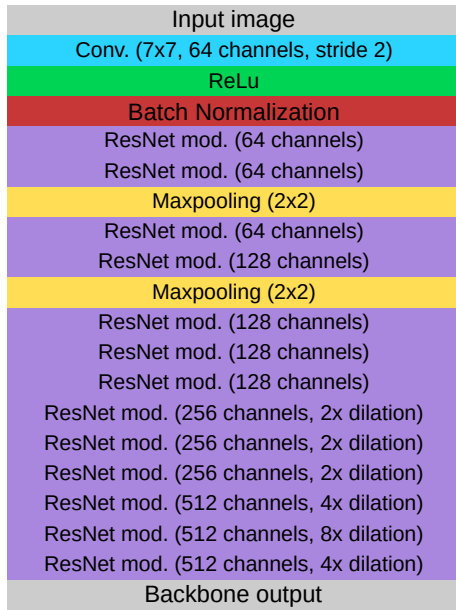 Input image
Conv. (7x7, 64 channels, stride 2)
ReLu
Batch Normalization
ResNet mod. (64 channels)
ResNet mod. (64 channels)
Maxpooling (2x2)
ResNet mod. (64 channels)
ResNet mod. (128 channels)
Maxpooling (2x2)
ResNet mod. (128 channels)
ResNet mod. (128 channels)
ResNet mod. (128 channels)
ResNet mod. (256 channels, 2x dilation)
ResNet mod. (256 channels, 2x dilation)
ResNet mod. (256 channels, 2x dilation)
ResNet mod. (512 channels, 4x dilation)
ResNet mod. (512 channels, 8x dilation)
ResNet mod. (512 channels, 4x dilation)
Backbone output